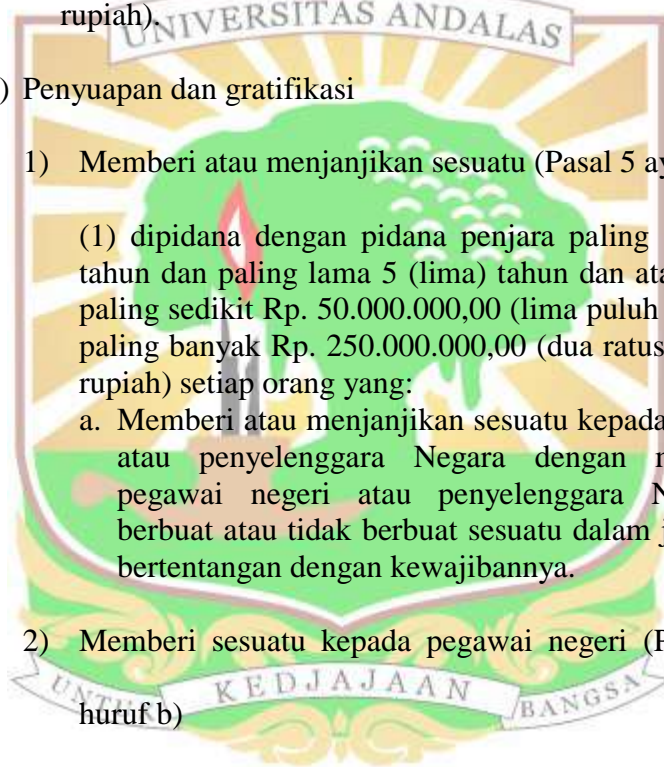 rupiah).
UNIVERSITAS ANDALAS
) Penyuapan dan gratifikasi
1) Memberi atau menjanjikan sesuatu (Pasal 5
(1) dipidana dengan pidana penjara paling
tahun dan paling lama 5 (lima) tahun dan
paling sedikit Rp. 50.000.000,00 (lima puluh
paling banyak Rp. 250.000.000,00 (dua ratus
rupiah) setiap orang yang:
a. Memberi atau menjanjikan sesuatu kepada
atau penyelenggara Negara dengan
pegawai negeri atau penyelenggara
berbuat atau tidak berbuat sesuatu dalam
bertentangan dengan kewajibannya.
2) Memberi sesuatu kepada pegawai negeri
huruf b)
UNTUK KEDJAJAAN BANGSA